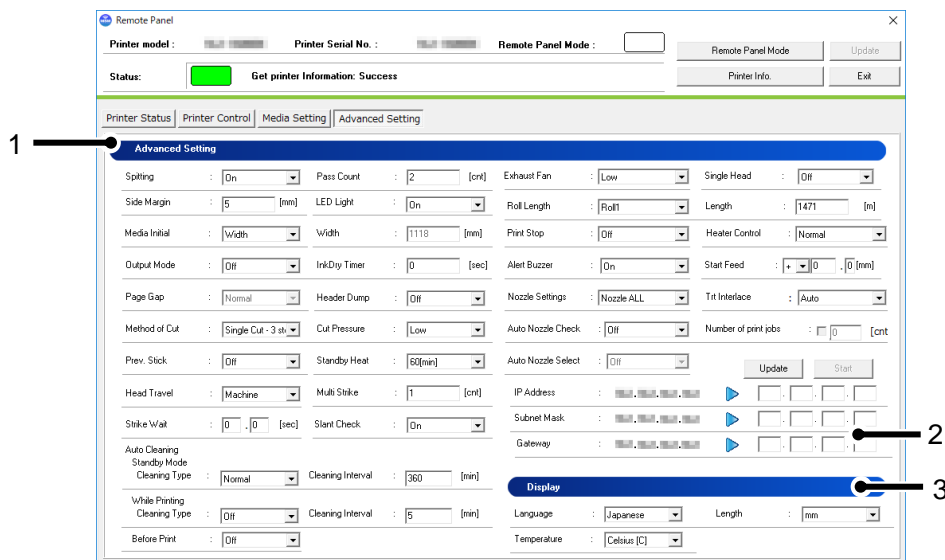 Remote Panel
Printer model : Printer Serial No. : Remote Panel Mode : Remote Panel Mode Update
Status: Get printer Information: Success Printer Info. Exit
Printer Status Printer Control Media Setting Advanced Setting
1
Advanced Setting
Spitting : On Pass Count : 2 [cnt] Exhaust Fan : Low Single Head : Off
Side Margin : 5 [mm] LED Light : On Roll Length : Roll1 Length : 1471 [m]
Media Initial : Width Width : 1118 [mm] Print Stop : Off Heater Control : Normal
Output Mode : Off InkDry Timer : 0 [sec] Alert Buzzer : On Start Feed : + 0 . 0 [mm]
Page Gap : Normal Header Dump : Off Nozzle Settings : Nozzle ALL Trt Interlace : Auto
Method of Cut : Single Cut - 3 Cut Pressure : Low Auto Nozzle Check : Off Number of print jobs : 0 [cnt
Prev. Stick : Off Standby Heat : 60[min] Auto Nozzle Select : Off Update Start
Head Travel : Machine Multi Strike : 1 [cnt] IP Address : . . . . . .
Strike Wait : 0 . 0 [sec] Slant Check : On Subnet Mask : . . . . . .
Gateway : . . . . . .
2
Auto Cleaning
Standby Mode
Cleaning Type : Normal Cleaning Interval : 360 [min]
Display
3
While Printing
Cleaning Type : Off Cleaning Interval : 5 [min] Language : Japanese Length : mm
Before Print : Off Temperature : Celsius [C]